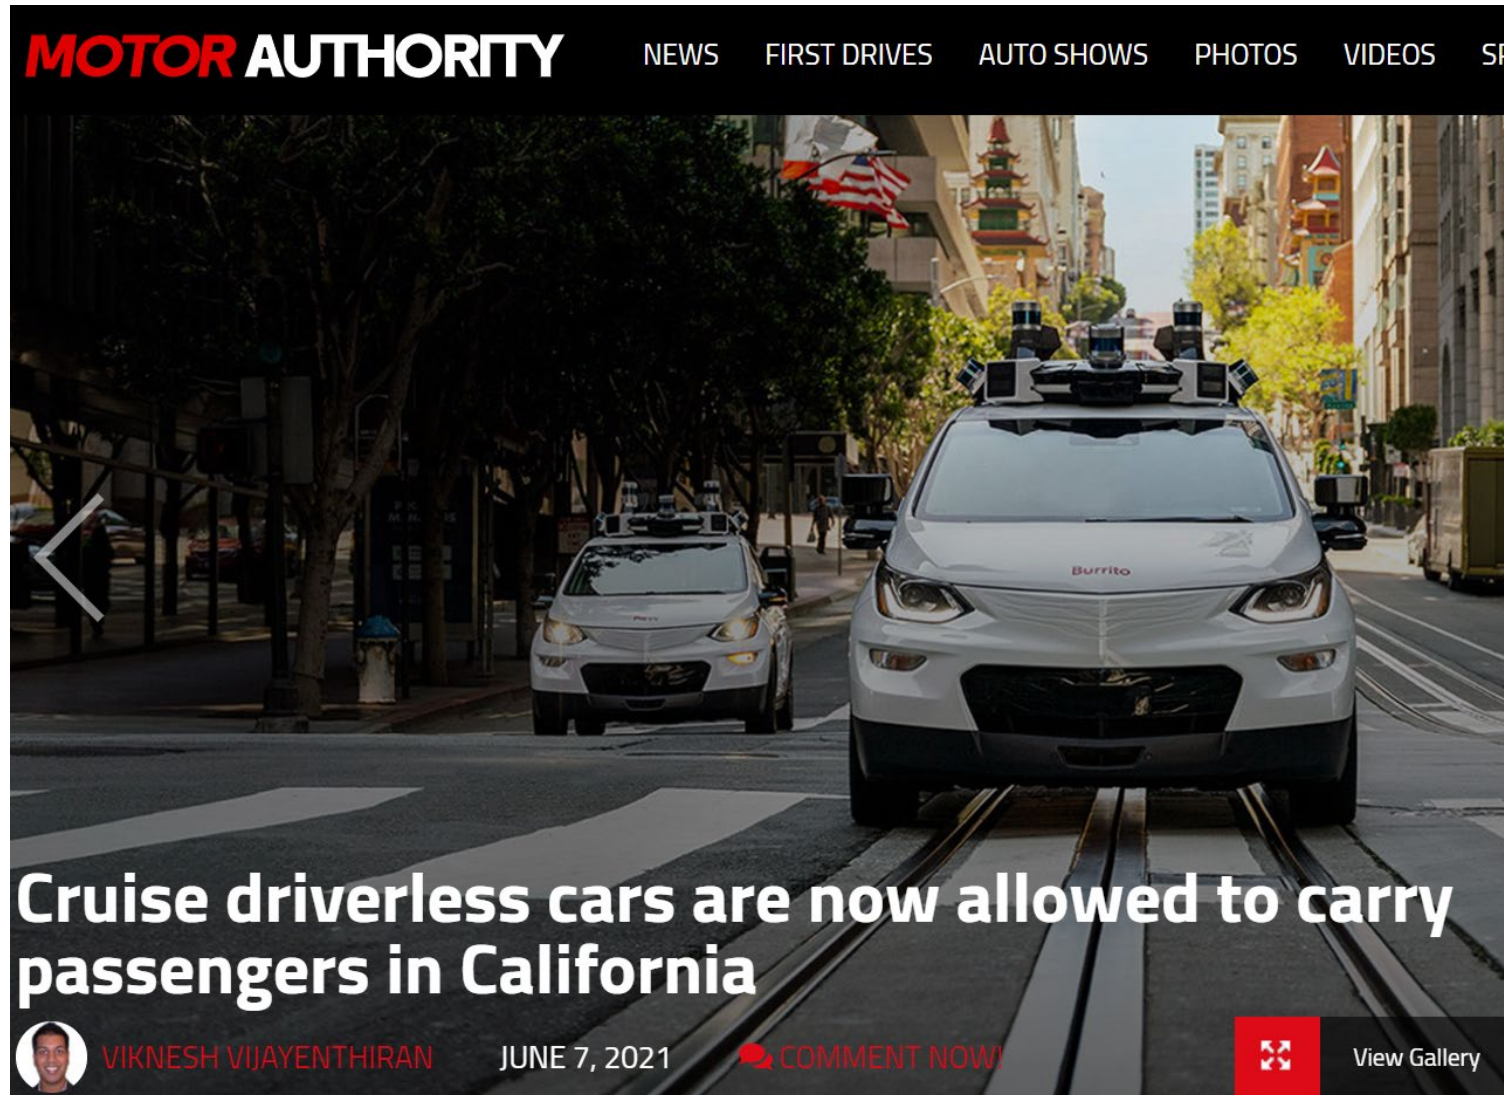 MOTOR AUTHORITY
NEWS FIRST DRIVES AUTO SHOWS PHOTOS VIDEOS
Burrito
Cruise driverless cars are now allowed to carry
passengers in California
VIKNESH VIJAYENTHIRAN JUNE 7, 2021 COMMENT NOW!
View Gallery